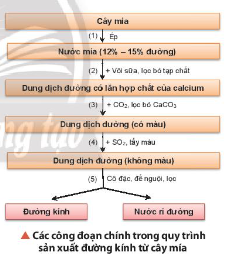 Cây mía
(1) Ép
Nước mía (12% – 15% đường)
(2) + Vôi sữa, lọc bỏ tạp chất
Dung dịch đường có lẫn hợp chất của calcium
(3) + CO₂, lọc bỏ CaCO₃
Dung dịch đường (có màu)
(4) + SO₂, tẩy màu
Dung dịch đường (không màu)
(5) Cô đặc, để nguội, lọc
Đường kính
Nước rỉ đường
▲ Các công đoạn chính trong quy trình
sản xuất đường kính từ cây mía